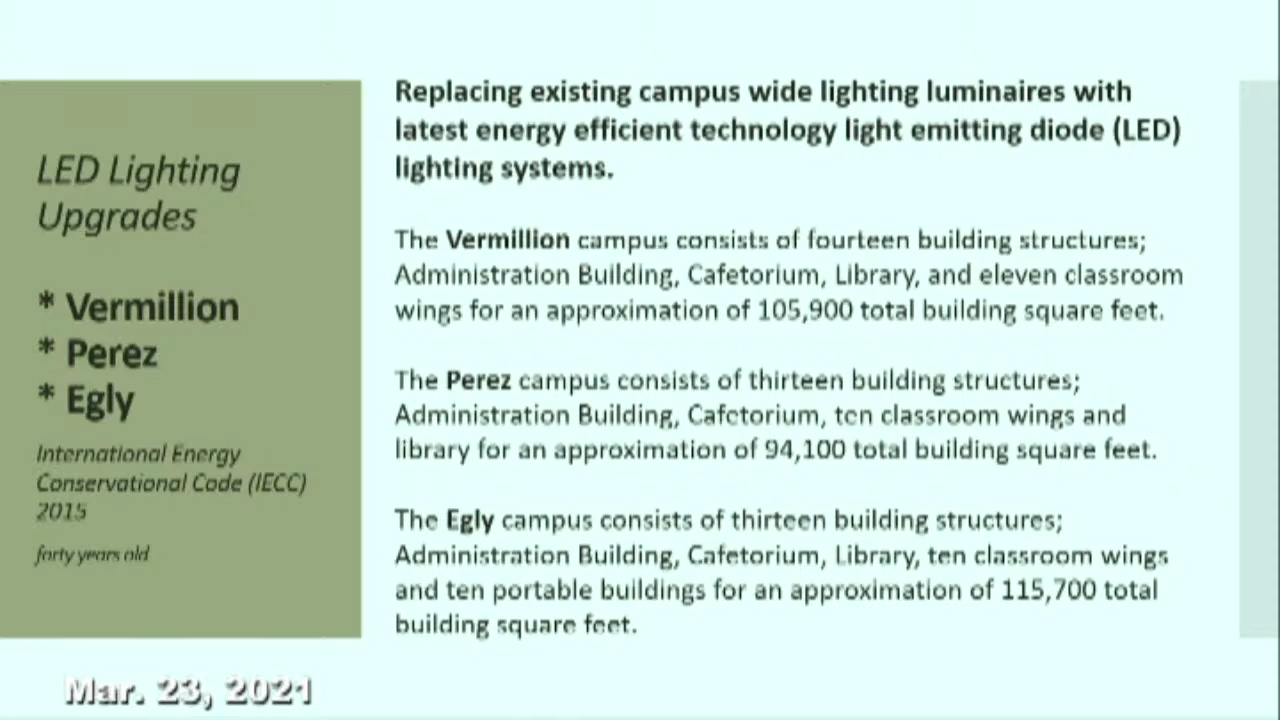 LED Lighting
Upgrades
* Vermillion
* Perez
* Egly
International Energy
Conservational Code (IECC)
2015
forty years old
Replacing existing campus wide lighting luminaires with
latest energy efficient technology light emitting diode (LED)
lighting systems.
The Vermillion campus consists of fourteen building structures;
Administration Building, Cafetorium, Library, and eleven classroom
wings for an approximation of 105,900 total building square feet.
The Perez campus consists of thirteen building structures;
Administration Building, Cafetorium, ten classroom wings and
library for an approximation of 94,100 total building square feet.
The Egly campus consists of thirteen building structures;
Administration Building, Cafetorium, Library, ten classroom wings
and ten portable buildings for an approximation of 115,700 total
building square feet.
Mar. 23, 2021